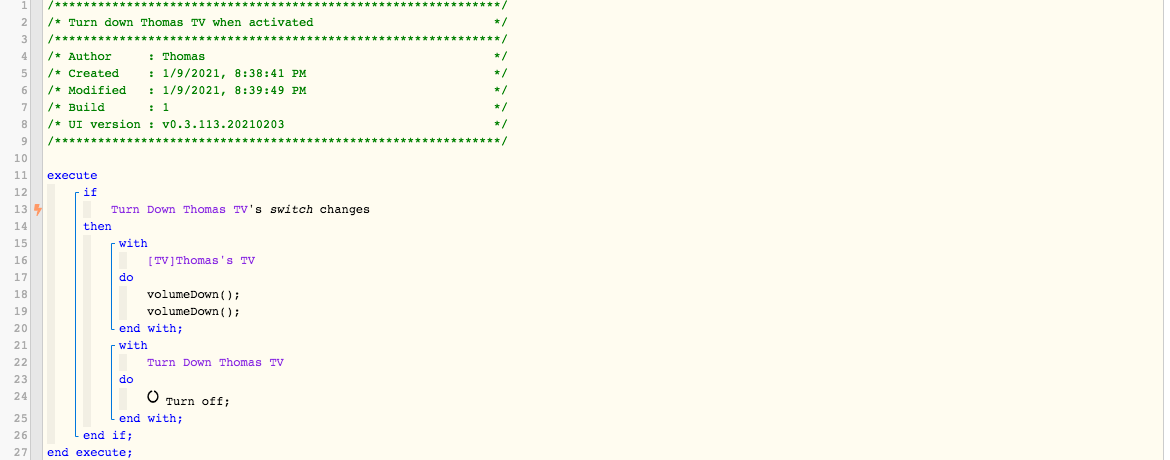 1 /**************************************************************/
2 /* Turn down Thomas TV when activated                         */
3 /**************************************************************/
4 /* Author     : Thomas                                        */
5 /* Created    : 1/9/2021, 8:38:41 PM                          */
6 /* Modified   : 1/9/2021, 8:39:49 PM                          */
7 /* Build      : 1                                             */
8 /* UI version : v0.3.113.20210203                             */
9 /**************************************************************/
10
11 execute
12 if
13 Turn Down Thomas TV's switch changes
14 then
15 with
16 [TV]Thomas's TV
17 do
18 volumeDown();
19 volumeDown();
20 end with;
21 with
22 Turn Down Thomas TV
23 do
24 Turn off;
25 end with;
26 end if;
27 end execute;